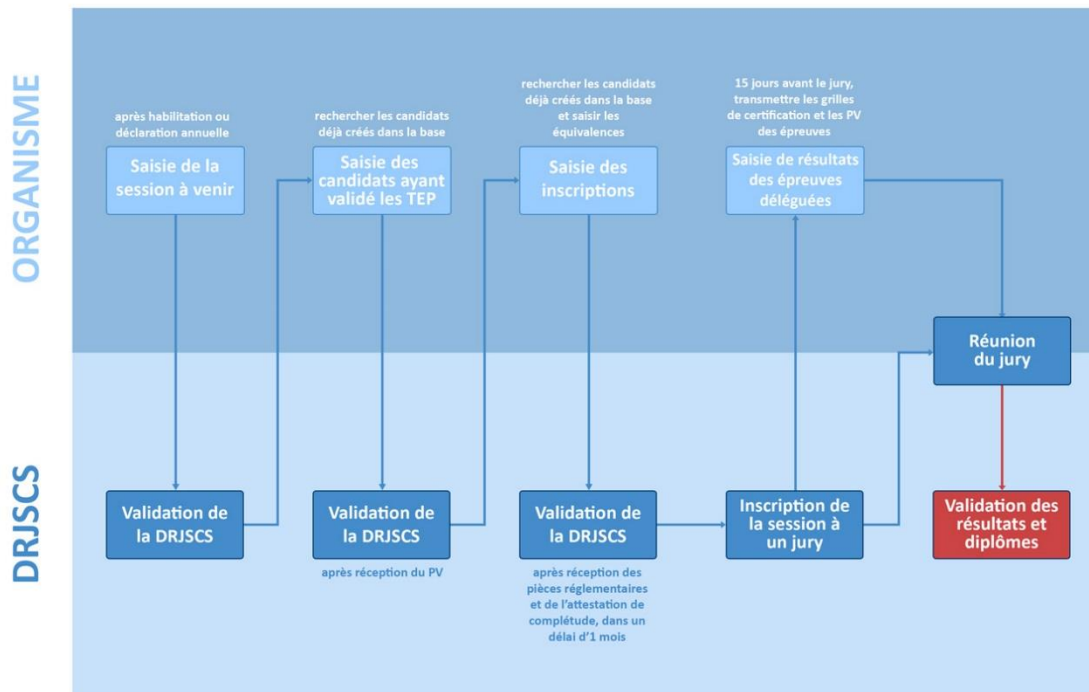 ORGANISME
après habilitation ou
déclaration annuelle
Saisie de la
session à venir
rechercher les candidats
déjà créés dans la base
Saisie des
candidats ayant
validé les TEP
rechercher les candidats
déjà créés dans la base
et saisir les
équivalences
Saisie des
inscriptions
15 jours avant le jury,
transmettre les grilles
de certification et les PV
des épreuves
Saisie de résultats
des épreuves
déléguées
Réunion
du jury
DRJSCS
Validation de
la DRJSCS
Validation de
la DRJSCS
après réception du PV
Validation de
la DRJSCS
après réception des
pièces réglementaires
et de l'attestation de
complétude, dans un
délai d'1 mois
Inscription de
la session à
un jury
Validation des
résultats et
diplômes